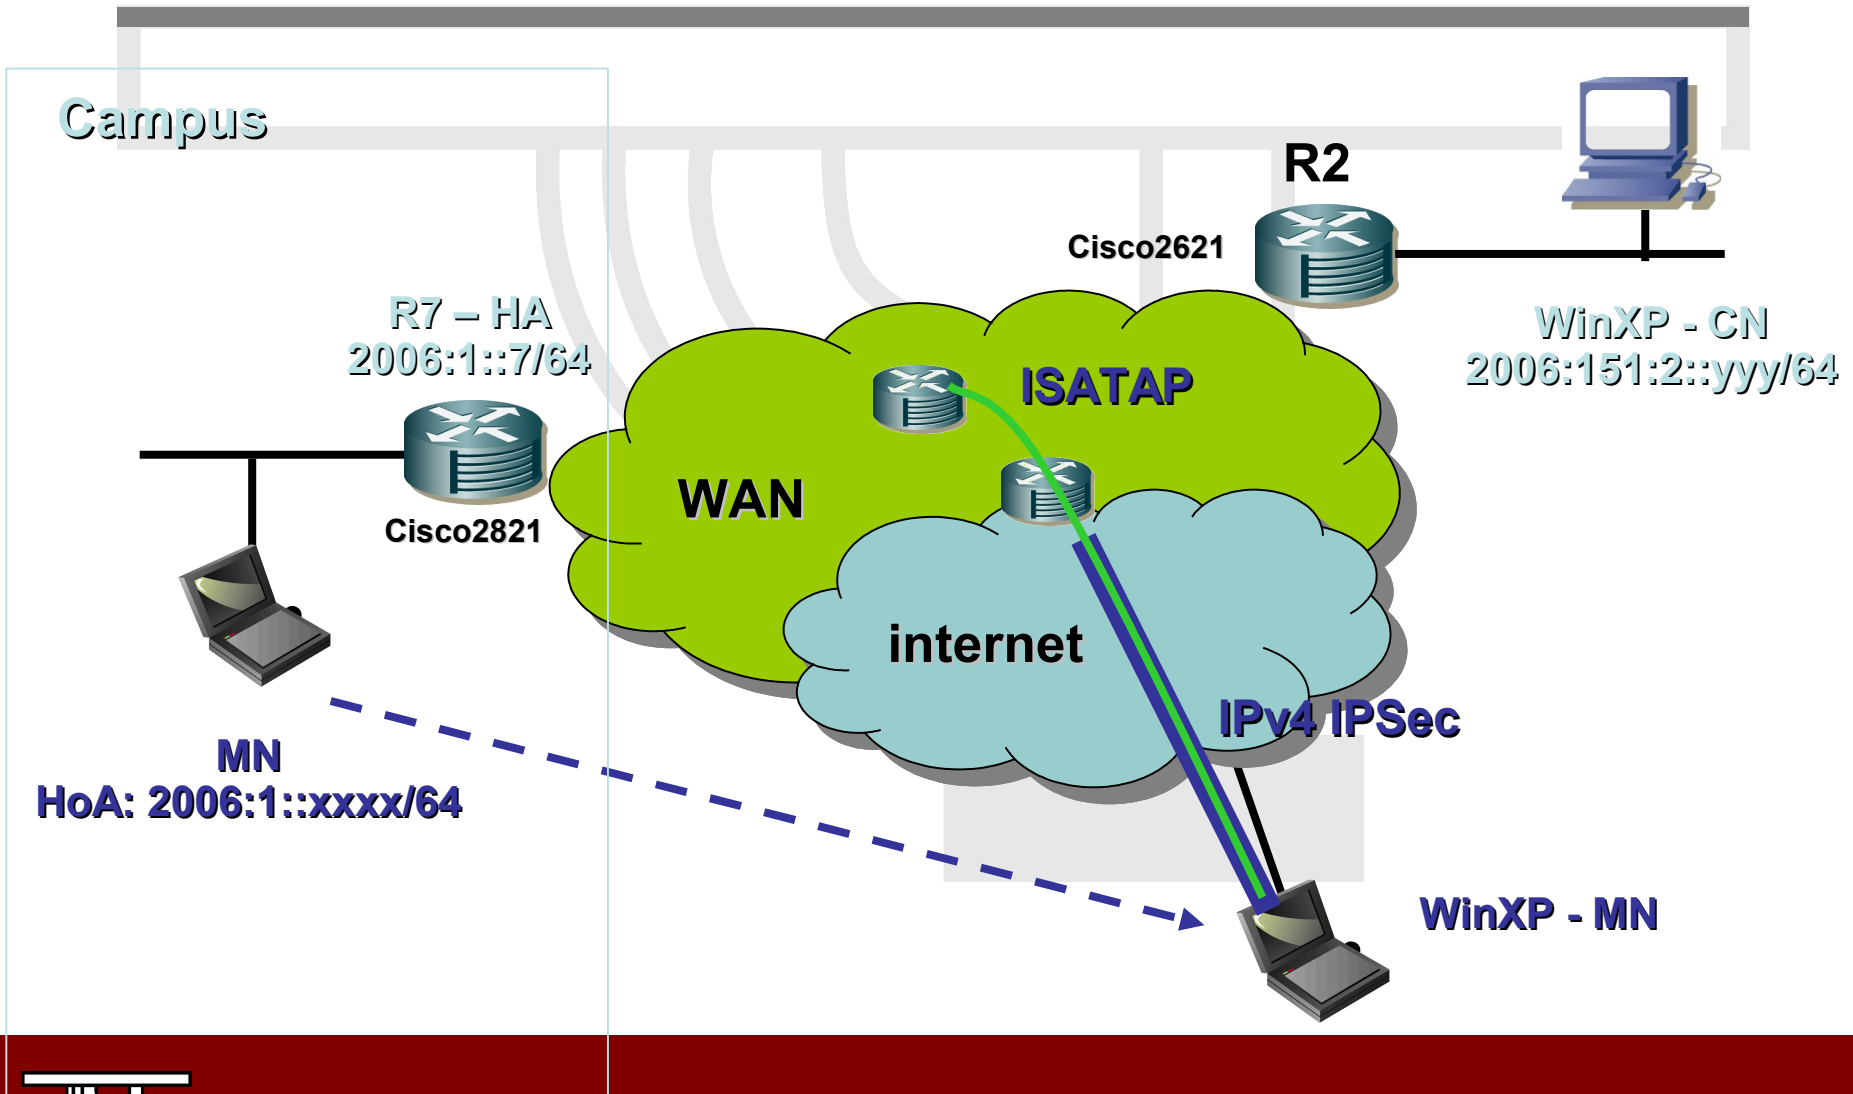 Campus
R2
Cisco2621
R7 – HA
2006:1::7/64
WinXP - CN
2006:151:2::yyy/64
ISATAP
WAN
Cisco2821
internet
IPv4 IPSec
MN
HoA: 2006:1::xxxx/64
WinXP - MN